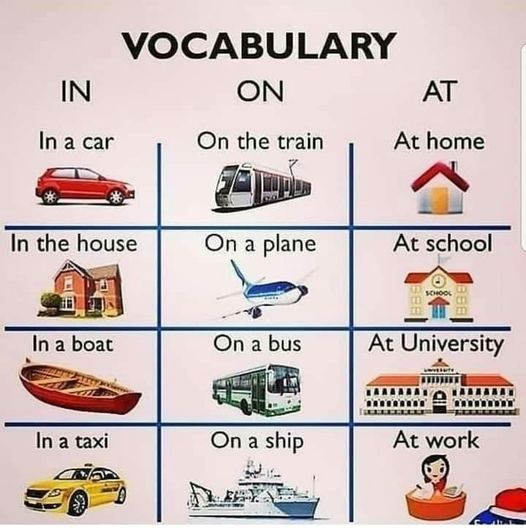 VOCABULARY
IN ON AT
In a car On the train At home
In the house On a plane At school
SCHOOL
In a boat On a bus At University
UNIVERSITY
In a taxi On a ship At work